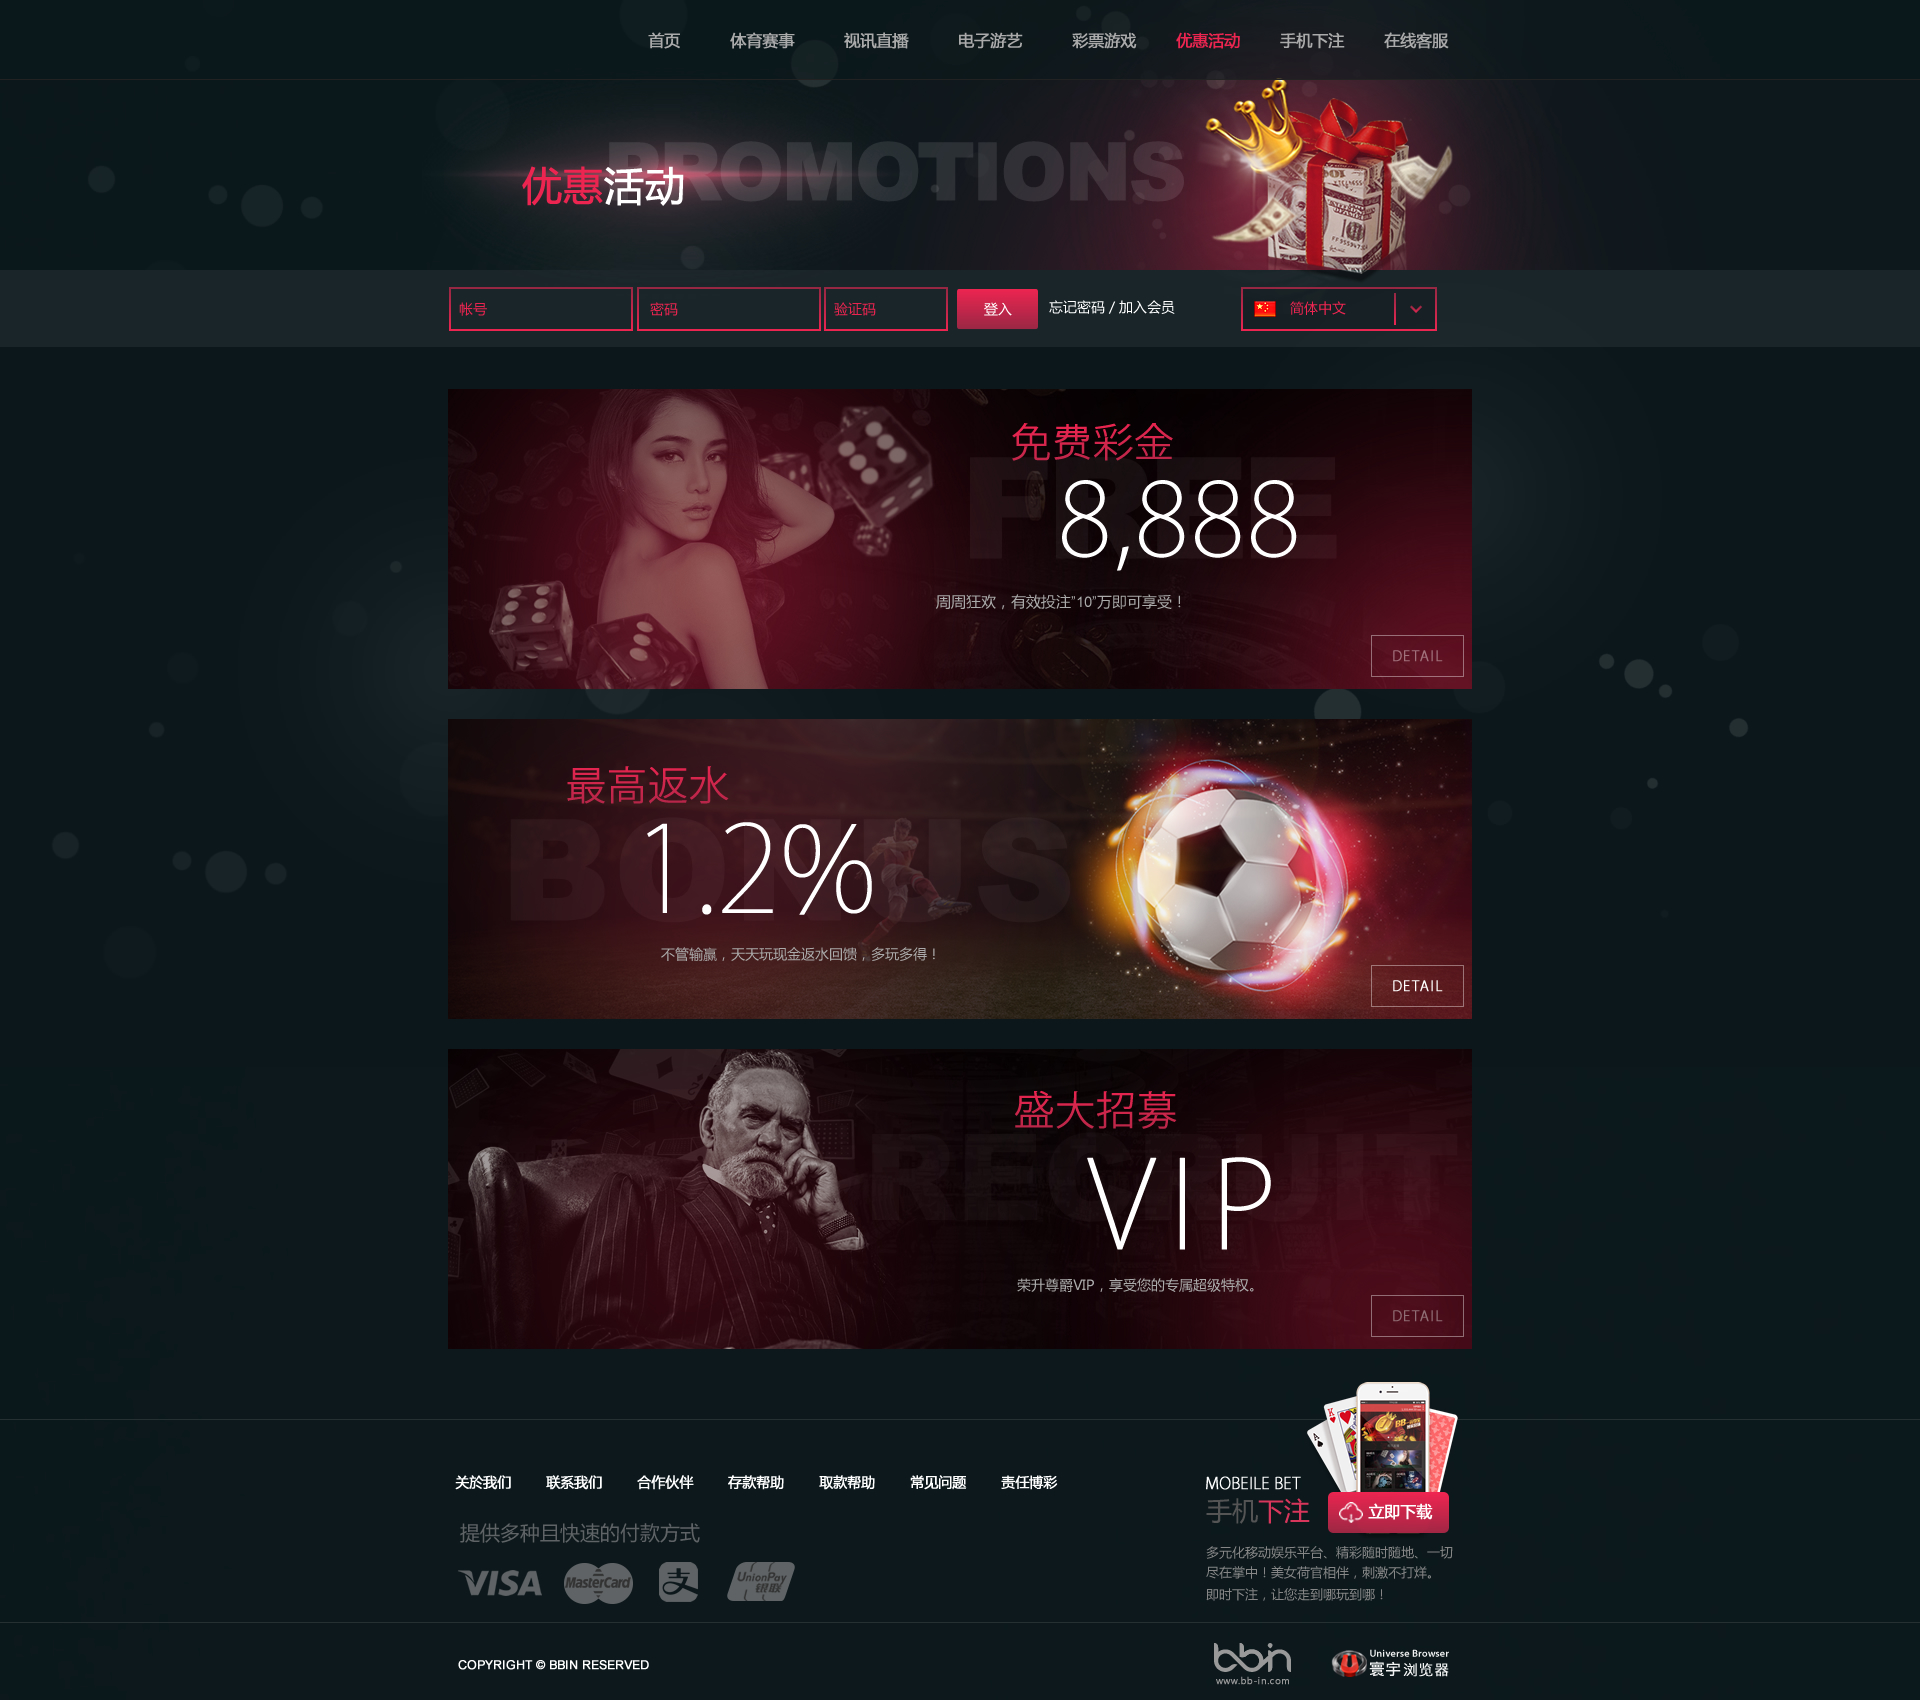 首页 体育赛事 视讯直播 电子游艺 彩票游戏 优惠活动 手机下注 在线客服
PROMOTIONS
优惠活动
帐号 密码 验证码 登入 忘记密码 / 加入会员 简体中文
免费彩金
FREE
8,888
周周狂欢，有效投注"10"万即可享受！
DETAIL
最高返水
BONUS
1.2%
不管输赢，天天玩现金返水回馈，多玩多得！
DETAIL
盛大招募
RECRUIT
VIP
荣升尊爵VIP，享受您的专属超级特权。
DETAIL
关於我们 联系我们 合作伙伴 存款帮助 取款帮助 常见问题 责任博彩
MOBEILE BET
手机下注
立即下载
提供多种且快速的付款方式
VISA MasterCard 支 UnionPay 银联
多元化移动娱乐平台、精彩随时随地、一切
尽在掌中！美女荷官相伴，刺激不打烊。
即时下注，让您走到哪玩到哪！
COPYRIGHT © BBIN RESERVED
bbin
www.bb-in.com
Universe Browser
寰宇浏览器